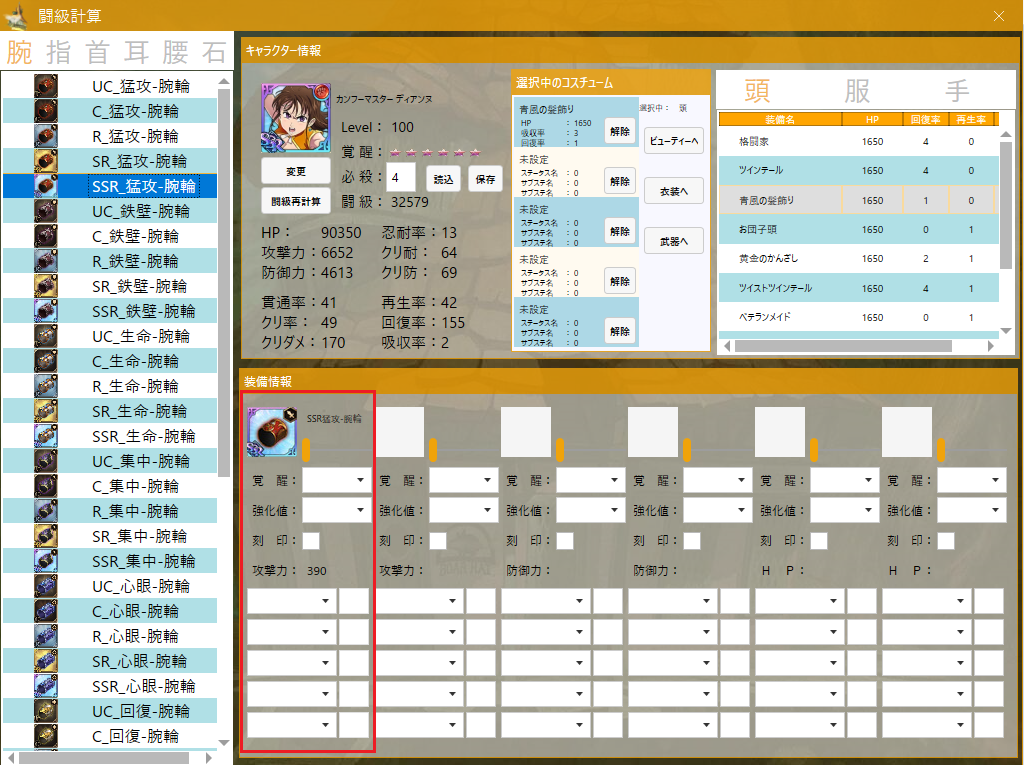 闘級計算
腕 指 首 耳 腰 石
UC_猛攻-腕輪
C_猛攻-腕輪
R_猛攻-腕輪
SR_猛攻-腕輪
SSR_猛攻-腕輪
UC_鉄壁-腕輪
C_鉄壁-腕輪
R_鉄壁-腕輪
SR_鉄壁-腕輪
SSR_鉄壁-腕輪
UC_生命-腕輪
C_生命-腕輪
R_生命-腕輪
SR_生命-腕輪
SSR_生命-腕輪
UC_集中-腕輪
C_集中-腕輪
R_集中-腕輪
SR_集中-腕輪
SSR_集中-腕輪
UC_心眼-腕輪
C_心眼-腕輪
R_心眼-腕輪
SR_心眼-腕輪
SSR_心眼-腕輪
UC_回復-腕輪
C_回復-腕輪
キャラクター情報
カンフーマスター ディアンヌ
Level： 100
覚 醒：
必 殺： 4 読込 保存
闘 級： 32579
変更
闘級再計算
HP： 90350 忍耐率：13
攻撃力：6652 クリ耐： 64
防御力：4613 クリ防： 69
貫通率：41 再生率：42
クリ率： 49 回復率：155
クリダメ：170 吸収率：2
選択中のコスチューム
青風の髪飾り
HP ： 1650
吸収率 ： 3
回復率 ： 1
解除
未設定
ステータス名 ： 0
サブステ名 ： 0
サブステ名 ： 0
解除
未設定
ステータス名 ： 0
サブステ名 ： 0
サブステ名 ： 0
解除
未設定
ステータス名 ： 0
サブステ名 ： 0
サブステ名 ： 0
解除
未設定
ステータス名 ： 0
サブステ名 ： 0
サブステ名 ： 0
解除
選択中： 頭
ビューティーへ
衣装へ
武器へ
頭 服 手
装備名 HP 回復率 再生率
格闘家 1650 4 0
ツインテール 1650 4 0
青風の髪飾り 1650 1 0
お団子頭 1650 0 1
黄金のかんざし 1650 2 1
ツイストツインテール 1650 4 1
ベテランメイド 1650 0 1
装備情報
SSR猛攻-腕輪
覚 醒： 覚 醒： 覚 醒： 覚 醒： 覚 醒： 覚 醒：
強化値： 強化値： 強化値： 強化値： 強化値： 強化値：
刻 印： 刻 印： 刻 印： 刻 印： 刻 印： 刻 印：
攻撃力： 390 攻撃力： 防御力： 防御力： H P： H P：